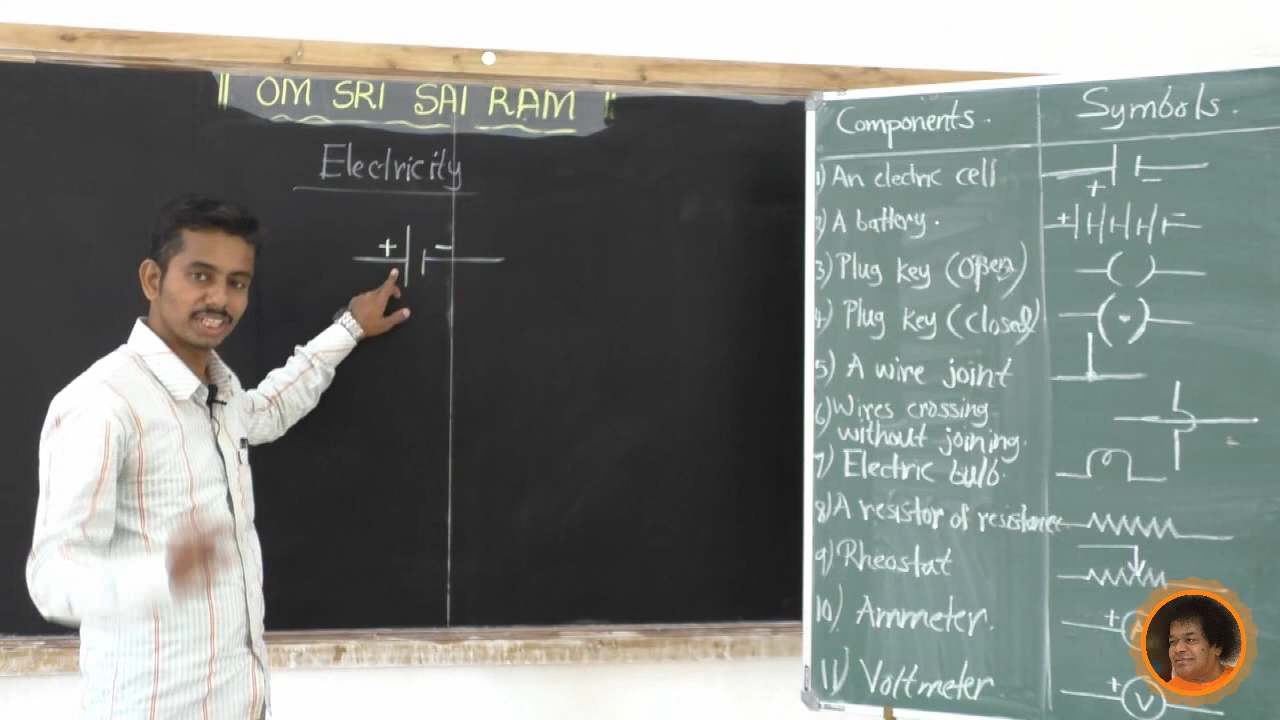 || OM SRI SAI RAM ||
Electricity
+ −
Components. Symbols.
1) An electric cell + −
2) A battery. + −
3) Plug key (open)
4) Plug key (closed)
5) A wire joint
6) Wires crossing
without joining.
7) Electric bulb.
8) A resistor of resistance
9) Rheostat
10) Ammeter. + A
11) Voltmeter + V